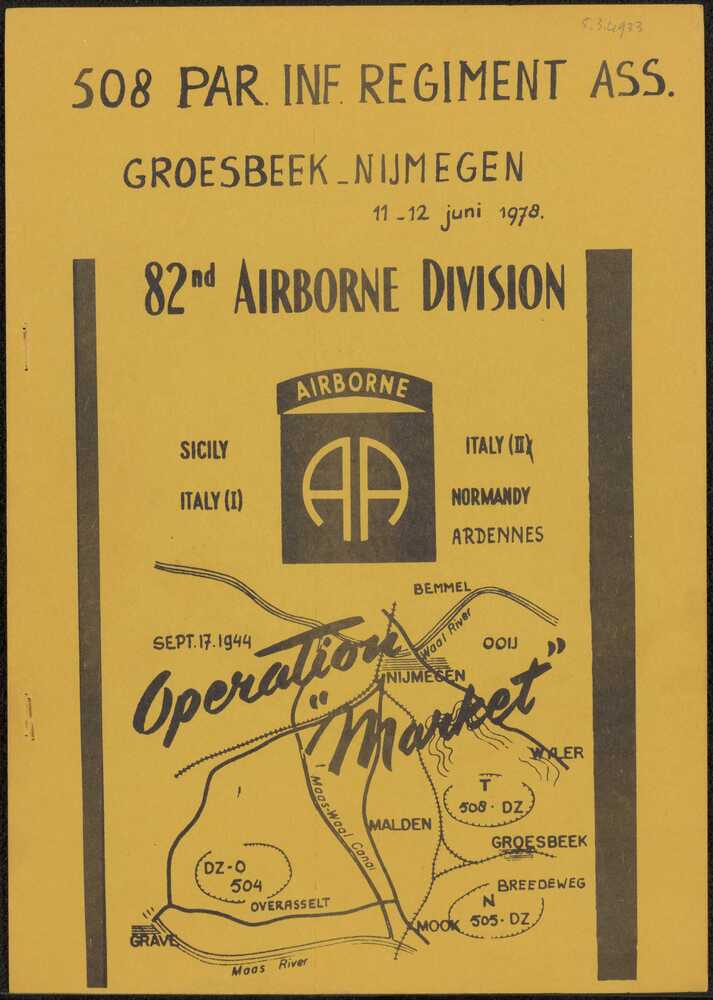 5.3.4933
508 PAR. INF. REGIMENT ASS.
GROESBEEK - NIJMEGEN
11 - 12 juni 1978.
82nd AIRBORNE DIVISION
AIRBORNE
AA
SICILY
ITALY (I)
ITALY (II)
NORMANDY
ARDENNES
SEPT. 17. 1944
Operation
"Market"
BEMMEL
Waal River
OOIJ
NIJMEGEN
WYLER
T
508 · DZ
Maas-Waal Canal
MALDEN
GROESBEEK
DZ-O
504
OVERASSELT
BREEDEWEG
N
505 · DZ
MOOK
GRAVE
Maas River